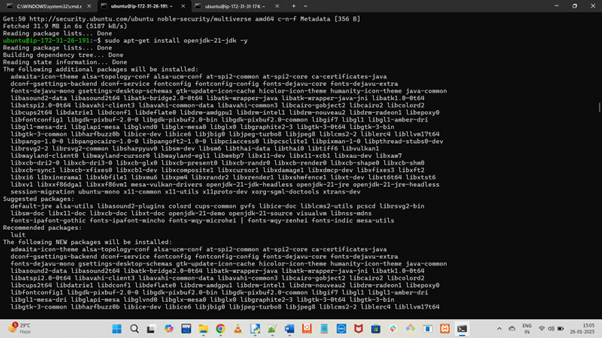 C:\WINDOWS\system32\cmd.e
ubuntu@ip-172-31-26-191:~
ubuntu@ip-172-31-31-174:~
Get:50 http://security.ubuntu.com/ubuntu noble-security/multiverse amd64 c-n-f Metadata [356 B]
Fetched 31.9 MB in 6s (5187 kB/s)
Reading package lists... Done
ubuntu@ip-172-31-26-191:~$ sudo apt-get install openjdk-21-jdk -y
Reading package lists... Done
Building dependency tree... Done
Reading state information... Done
The following additional packages will be installed:
adwaita-icon-theme alsa-topology-conf alsa-ucm-conf at-spi2-common at-spi2-core ca-certificates-java
dconf-gsettings-backend dconf-service fontconfig fontconfig-config fonts-dejavu-core fonts-dejavu-extra
fonts-dejavu-mono gsettings-desktop-schemas gtk-update-icon-cache hicolor-icon-theme humanity-icon-theme java-common
libasound2-data libasound2t64 libatk-bridge2.0-0t64 libatk-wrapper-java libatk-wrapper-java-jni libatk1.0-0t64
libatspi2.0-0t64 libavahi-client3 libavahi-common-data libavahi-common3 libcairo-gobject2 libcairo2 libcolord2
libcups2t64 libdatrie1 libdconf1 libdeflate0 libdrm-amdgpu1 libdrm-intel1 libdrm-nouveau2 libdrm-radeon1 libepoxy0
libfontconfig1 libgdk-pixbuf-2.0-0 libgdk-pixbuf2.0-bin libgdk-pixbuf2.0-common libgif7 libgl1 libgl1-amber-dri
libgl1-mesa-dri libglapi-mesa libglvnd0 libglx-mesa0 libglx0 libgraphite2-3 libgtk-3-0t64 libgtk-3-bin
libgtk-3-common libharfbuzz0b libice-dev libice6 libjbig0 libjpeg-turbo8 libjpeg8 liblcms2-2 liblerc4 libllvm17t64
libpango-1.0-0 libpangocairo-1.0-0 libpangoft2-1.0-0 libpciaccess0 libpcsclite1 libpixman-1-0 libpthread-stubs0-dev
librsvg2-2 librsvg2-common libsharpyuv0 libsm-dev libsm6 libthai-data libthai0 libtiff6 libvulkan1
libwayland-client0 libwayland-cursor0 libwayland-egl1 libwebp7 libx11-dev libx11-xcb1 libxau-dev libxaw7
libxcb-dri2-0 libxcb-dri3-0 libxcb-glx0 libxcb-present0 libxcb-randr0 libxcb-render0 libxcb-shape0 libxcb-shm0
libxcb-sync1 libxcb-xfixes0 libxcb1-dev libxcomposite1 libxcursor1 libxdamage1 libxdmcp-dev libxfixes3 libxft2
libxi6 libxinerama1 libxkbfile1 libxmu6 libxpm4 libxrandr2 libxrender1 libxshmfence1 libxt-dev libxt6t64 libxtst6
libxv1 libxxf86dga1 libxxf86vm1 mesa-vulkan-drivers openjdk-21-jdk-headless openjdk-21-jre openjdk-21-jre-headless
session-migration ubuntu-mono x11-common x11-utils x11proto-dev xorg-sgml-doctools xtrans-dev
Suggested packages:
default-jre alsa-utils libasound2-plugins colord cups-common gvfs libice-doc liblcms2-utils pcscd librsvg2-bin
libsm-doc libx11-doc libxcb-doc libxt-doc openjdk-21-demo openjdk-21-source visualvm libnss-mdns
fonts-ipafont-gothic fonts-ipafont-mincho fonts-wqy-microhei | fonts-wqy-zenhei fonts-indic mesa-utils
Recommended packages:
luit
The following NEW packages will be installed:
adwaita-icon-theme alsa-topology-conf alsa-ucm-conf at-spi2-common at-spi2-core ca-certificates-java
dconf-gsettings-backend dconf-service fontconfig fontconfig-config fonts-dejavu-core fonts-dejavu-extra
fonts-dejavu-mono gsettings-desktop-schemas gtk-update-icon-cache hicolor-icon-theme humanity-icon-theme java-common
libasound2-data libasound2t64 libatk-bridge2.0-0t64 libatk-wrapper-java libatk-wrapper-java-jni libatk1.0-0t64
libatspi2.0-0t64 libavahi-client3 libavahi-common-data libavahi-common3 libcairo-gobject2 libcairo2 libcolord2
libcups2t64 libdatrie1 libdconf1 libdeflate0 libdrm-amdgpu1 libdrm-intel1 libdrm-nouveau2 libdrm-radeon1 libepoxy0
libfontconfig1 libgdk-pixbuf-2.0-0 libgdk-pixbuf2.0-bin libgdk-pixbuf2.0-common libgif7 libgl1 libgl1-amber-dri
libgl1-mesa-dri libglapi-mesa libglvnd0 libglx-mesa0 libglx0 libgraphite2-3 libgtk-3-0t64 libgtk-3-bin
libgtk-3-common libharfbuzz0b libice-dev libice6 libjbig0 libjpeg-turbo8 libjpeg8 liblcms2-2 liblerc4 libllvm17t64
29°C
Haze
ENG
IN
15:05
26-01-2025